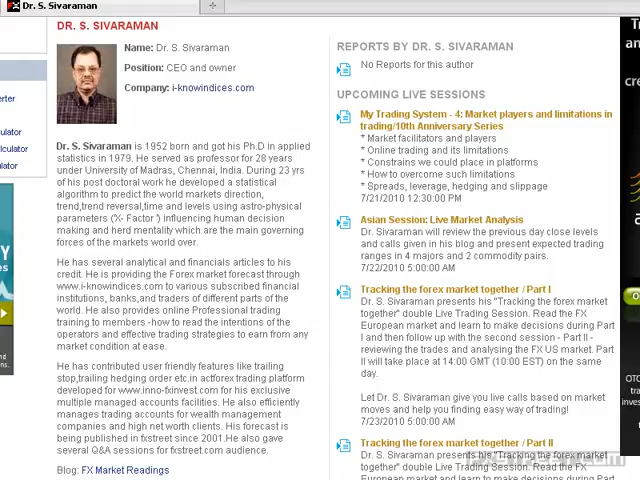 Dr. S. Sivaraman
DR. S. SIVARAMAN
Name: Dr. S. Sivaraman
Position: CEO and owner
Company: i-knowindices.com
Dr. S. Sivaraman is 1952 born and got his Ph.D in applied
statistics in 1979. He served as professor for 28 years
under University of Madras, Chennai, India. During 23 yrs
of his post doctoral work he developed a statistical
algorithm to predict the world markets direction,
trend,trend reversal,time and levels using astro-physical
parameters ('X- Factor ') influencing human decision
making and herd mentality which are the main governing
forces of the markets world over.
He has several analytical and financials articles to his
credit. He is providing the Forex market forecast through
www.i-knowindices.com to various subscribed financial
institutions, banks,and traders of different parts of the
world. He also provides online Professional trading
training to members -how to read the intentions of the
operators and effective trading strategies to earn from any
market condition at ease.
He has contributed user friendly features like trailing
stop,trailing hedging order etc.in actforex trading platform
developed for www.inno-fxinvest.com for his exclusive
multiple managed accounts facilities. He also efficiently
manages trading accounts for wealth management
companies and high net worth clients. His forecast is
being published in fxstreet since 2001.He also gave
several Q&A sessions for fxstreet.com audience.
Blog: FX Market Readings
REPORTS BY DR. S. SIVARAMAN
No Reports for this author
UPCOMING LIVE SESSIONS
My Trading System - 4: Market players and limitations in
trading/10th Anniversary Series
* Market facilitators and players
* Online trading and its limitations
* Constrains we could place in platforms
* How to overcome such limitations
* Spreads, leverage, hedging and slippage
7/21/2010 12:30:00 PM
Asian Session: Live Market Analysis
Dr. Sivaraman will review the previous day close levels
and calls given in his blog and present expected trading
ranges in 4 majors and 2 commodity pairs.
7/22/2010 5:00:00 AM
Tracking the forex market together / Part I
Dr. S. Sivaraman presents his "Tracking the forex market
together" double Live Trading Session. Read the FX
European market and learn to make decisions during Part
I and then follow up with the second session - Part II -
reviewing the trades and analysing the FX US market. Part
II will take place at 14:00 GMT (10:00 EST) on the same
day.
Let Dr. S. Sivaraman give you live calls based on market
moves and help you finding easy way of trading!
7/23/2010 5:00:00 AM
Tracking the forex market together / Part II
Dr. S. Sivaraman presents his "Tracking the forex market
together" double Live Trading Session. Read the FX
European market and learn to make decisions during Part